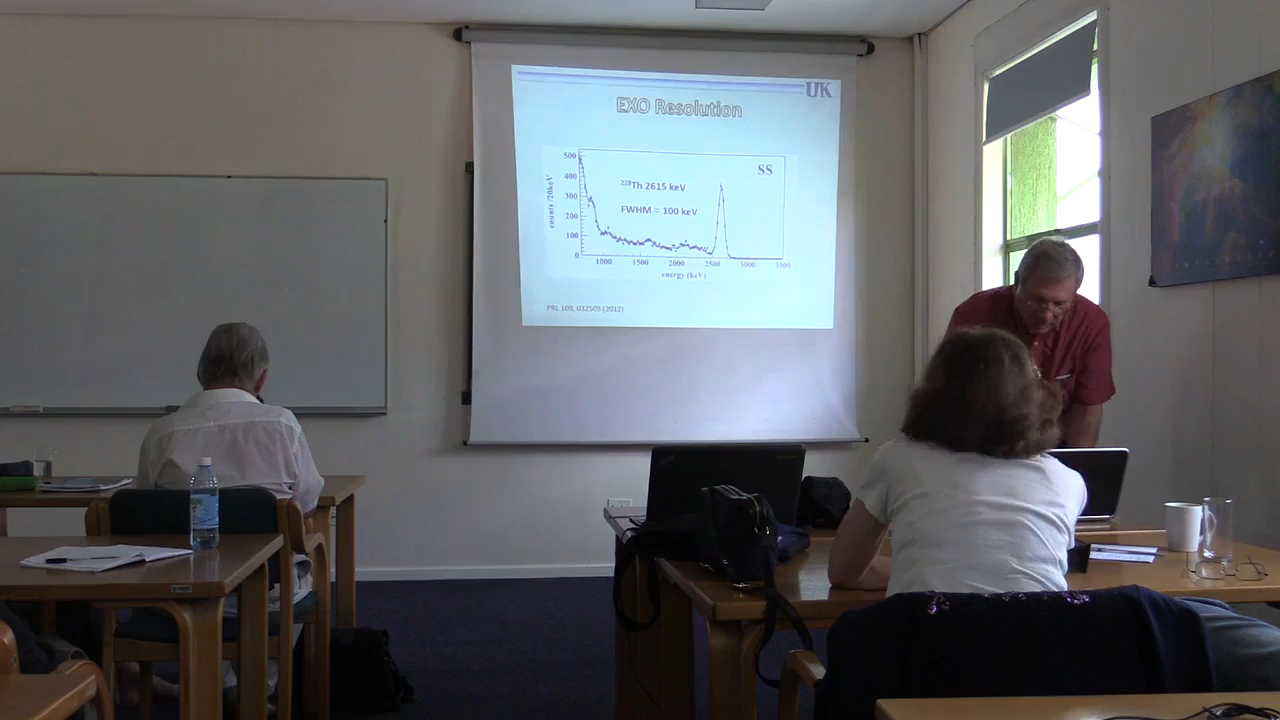 UK
EXO Resolution
SS
228Th 2615 keV
FWHM ≈ 100 keV
counts /20keV
500
400
300
200
100
0
1000 1500 2000 2500 3000 3500
energy (keV)
PRL 109, 032505 (2012)